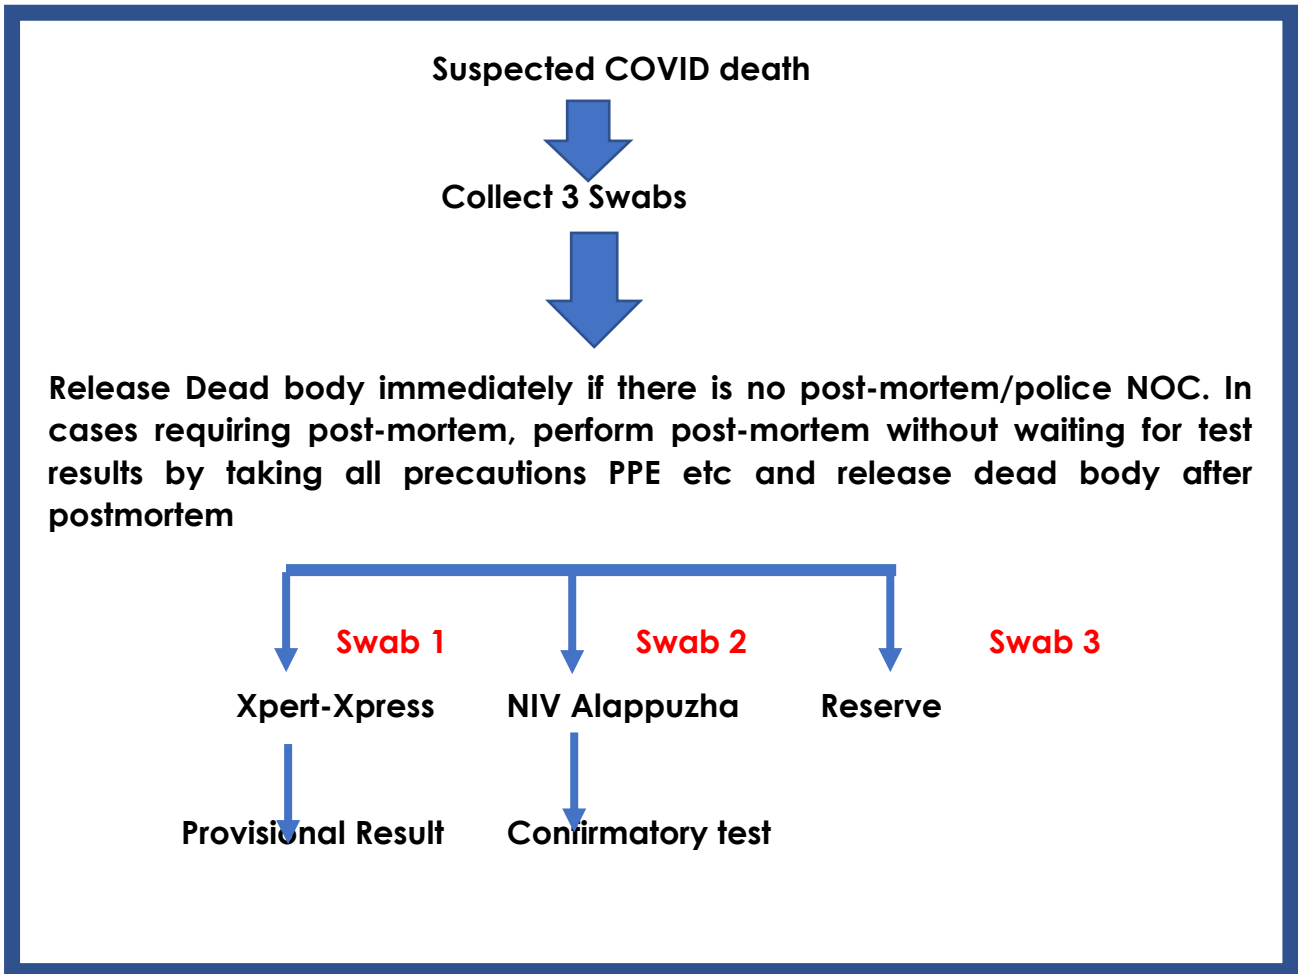 Suspected COVID death
Collect 3 Swabs
Release Dead body immediately if there is no post-mortem/police NOC. In
cases requiring post-mortem, perform post-mortem without waiting for test
results by taking all precautions PPE etc and release dead body after
postmortem
Swab 1 Swab 2 Swab 3
Xpert-Xpress NIV Alappuzha Reserve
Provisional Result Confirmatory test